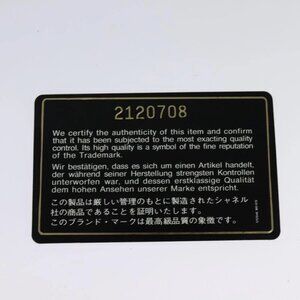 2120708
We certify the authenticity of this item and confirm
that it has been subjected to the most exacting quality
control. Its high quality is a symbol of the fine reputation
of the Trademark.
Wir bestätigen, dass es sich um einen Artikel handelt,
der während seiner Herstellung strengsten Kontrollen
unterworfen war, und dessen erstklassige Qualität
dem hohen Ansehen unserer Marke entspricht.
この製品は厳しい管理のもとに製造されたシャネル
社の商品であることを証明いたします。
このブランド・マークは最高級品質の象徴です。